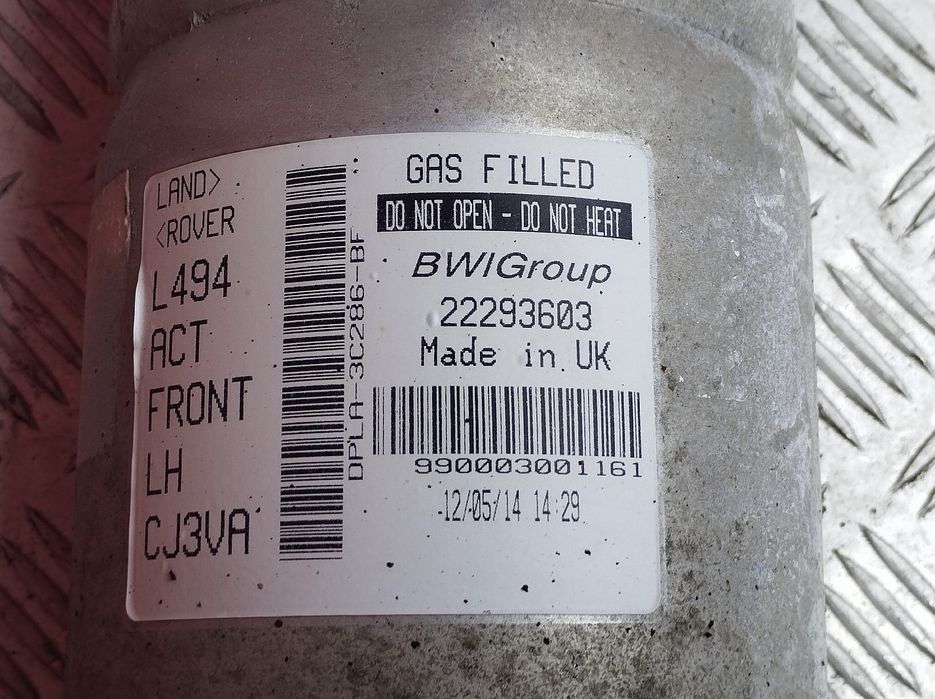 LAND>
<ROVER
L494
ACT
FRONT
LH
CJ3VA
DPLA-3C286-BF
GAS FILLED
DO NOT OPEN - DO NOT HEAT
BWIGroup
22293603
Made in UK
990003001161
12/05/14 14:29